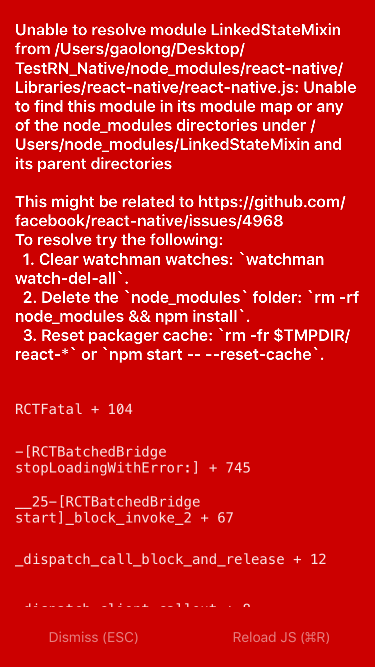 Unable to resolve module LinkedStateMixin
from /Users/gaolong/Desktop/
TestRN_Native/node_modules/react-native/
Libraries/react-native/react-native.js: Unable
to find this module in its module map or any
of the node_modules directories under /
Users/node_modules/LinkedStateMixin and
its parent directories
This might be related to https://github.com/
facebook/react-native/issues/4968
To resolve try the following:
1. Clear watchman watches: `watchman
watch-del-all`.
2. Delete the `node_modules` folder: `rm -rf
node_modules && npm install`.
3. Reset packager cache: `rm -fr $TMPDIR/
react-*` or `npm start -- --reset-cache`.
RCTFatal + 104
-[RCTBatchedBridge
stopLoadingWithError:] + 745
__25-[RCTBatchedBridge
start]_block_invoke_2 + 67
_dispatch_call_block_and_release + 12
Dismiss (ESC)
Reload JS (⌘R)